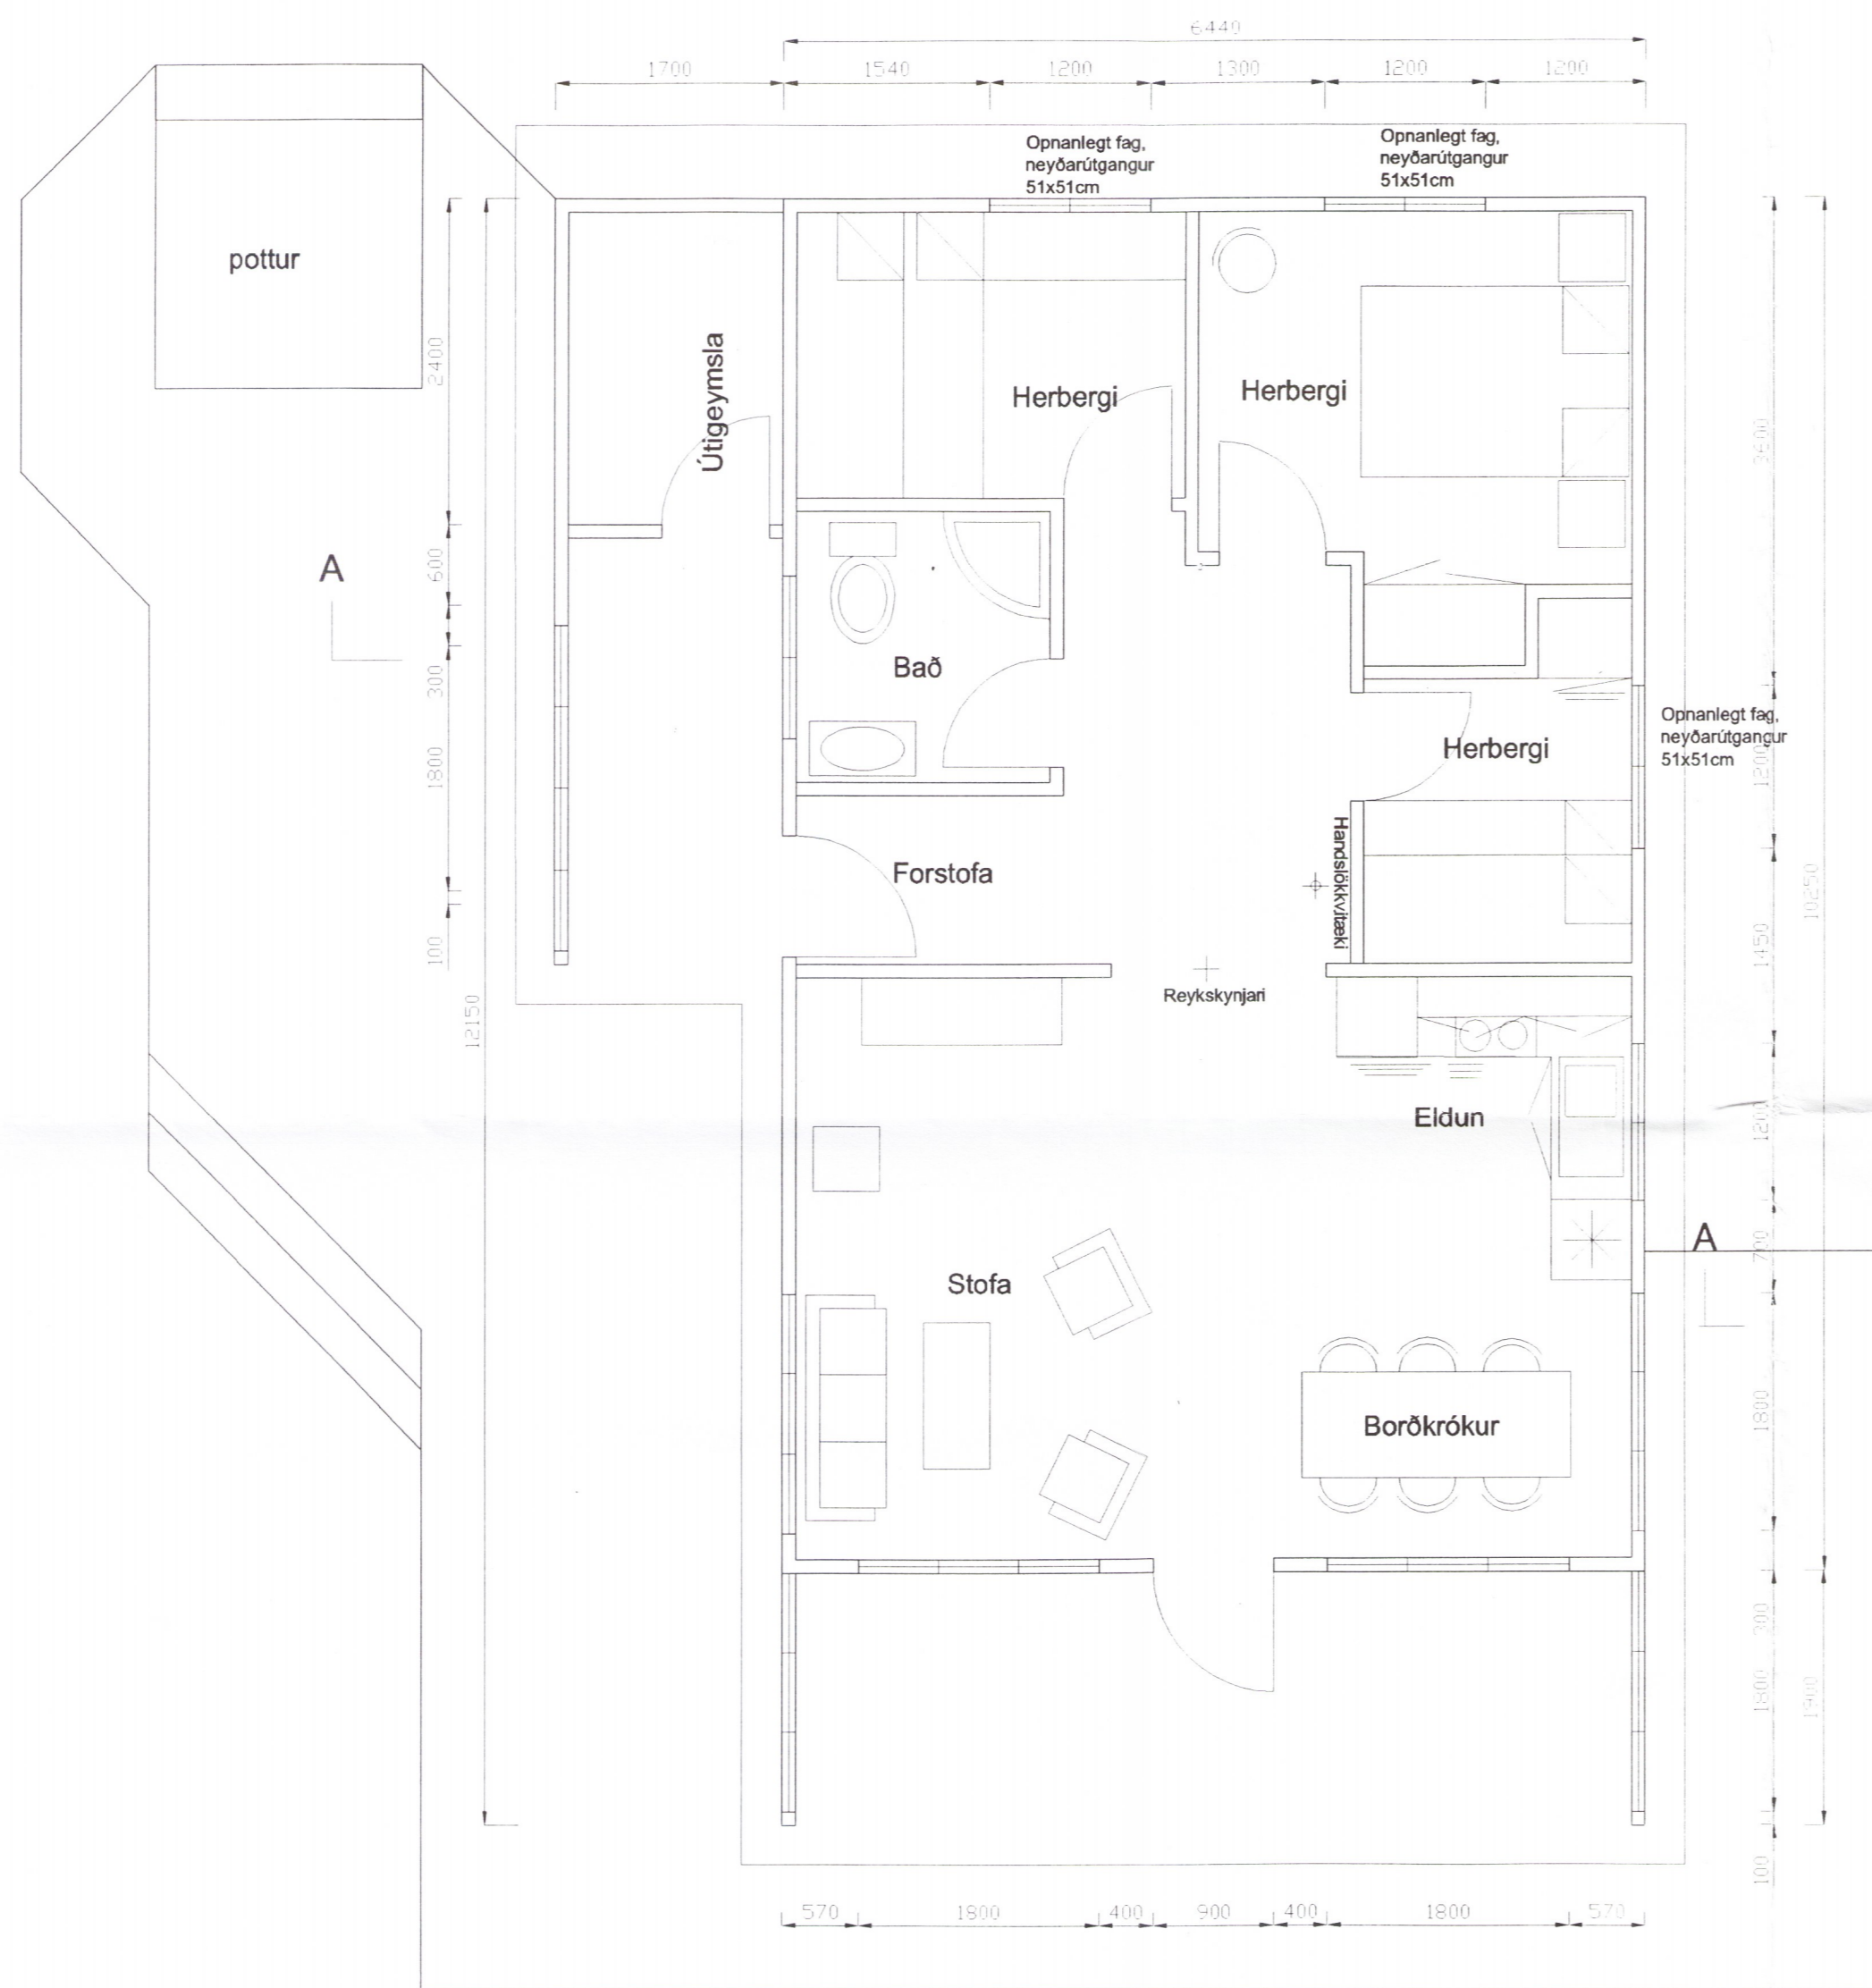 6440
1700
1540
1200
1300
1200
1200
Opnanlegt fag,
neyðarútgangur
51x51cm
Opnanlegt fag,
neyðarútgangur
51x51cm
pottur
Útigeymsla
Herbergi
Herbergi
2400
3600
A
600
300
1800
100
12150
Bað
Herbergi
Opnanlegt fag,
neyðarútgangur
51x51cm
1200
Forstofa
Handslökkvitæki
Reykskynjari
10250
1450
Eldun
1200
A
700
Stofa
Borðkrókur
1800
300
1800
1900
100
570
1800
400
900
400
1800
570